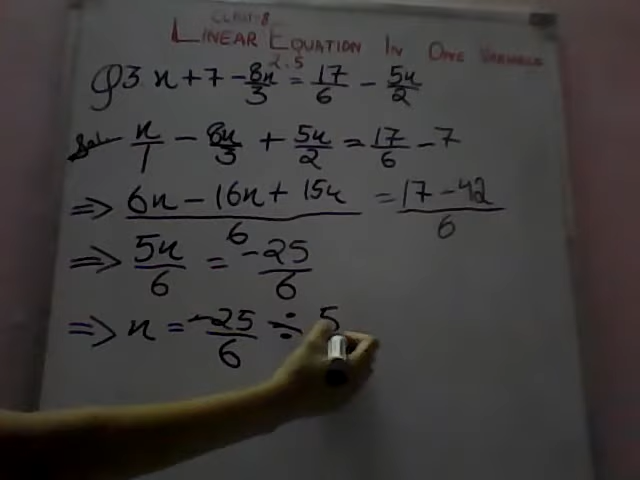 CLASS-8
LINEAR EQUATION IN ONE VARIABLE
2.5
Q3. x + 7 - 8x/3 = 17/6 - 5x/2
Sol- x/1 - 8x/3 + 5x/2 = 17/6 - 7
⇒ (6x - 16x + 15x)/6 = (17 - 42)/6
⇒ 5x/6 = -25/6
⇒ x = -25/6 ÷ 5